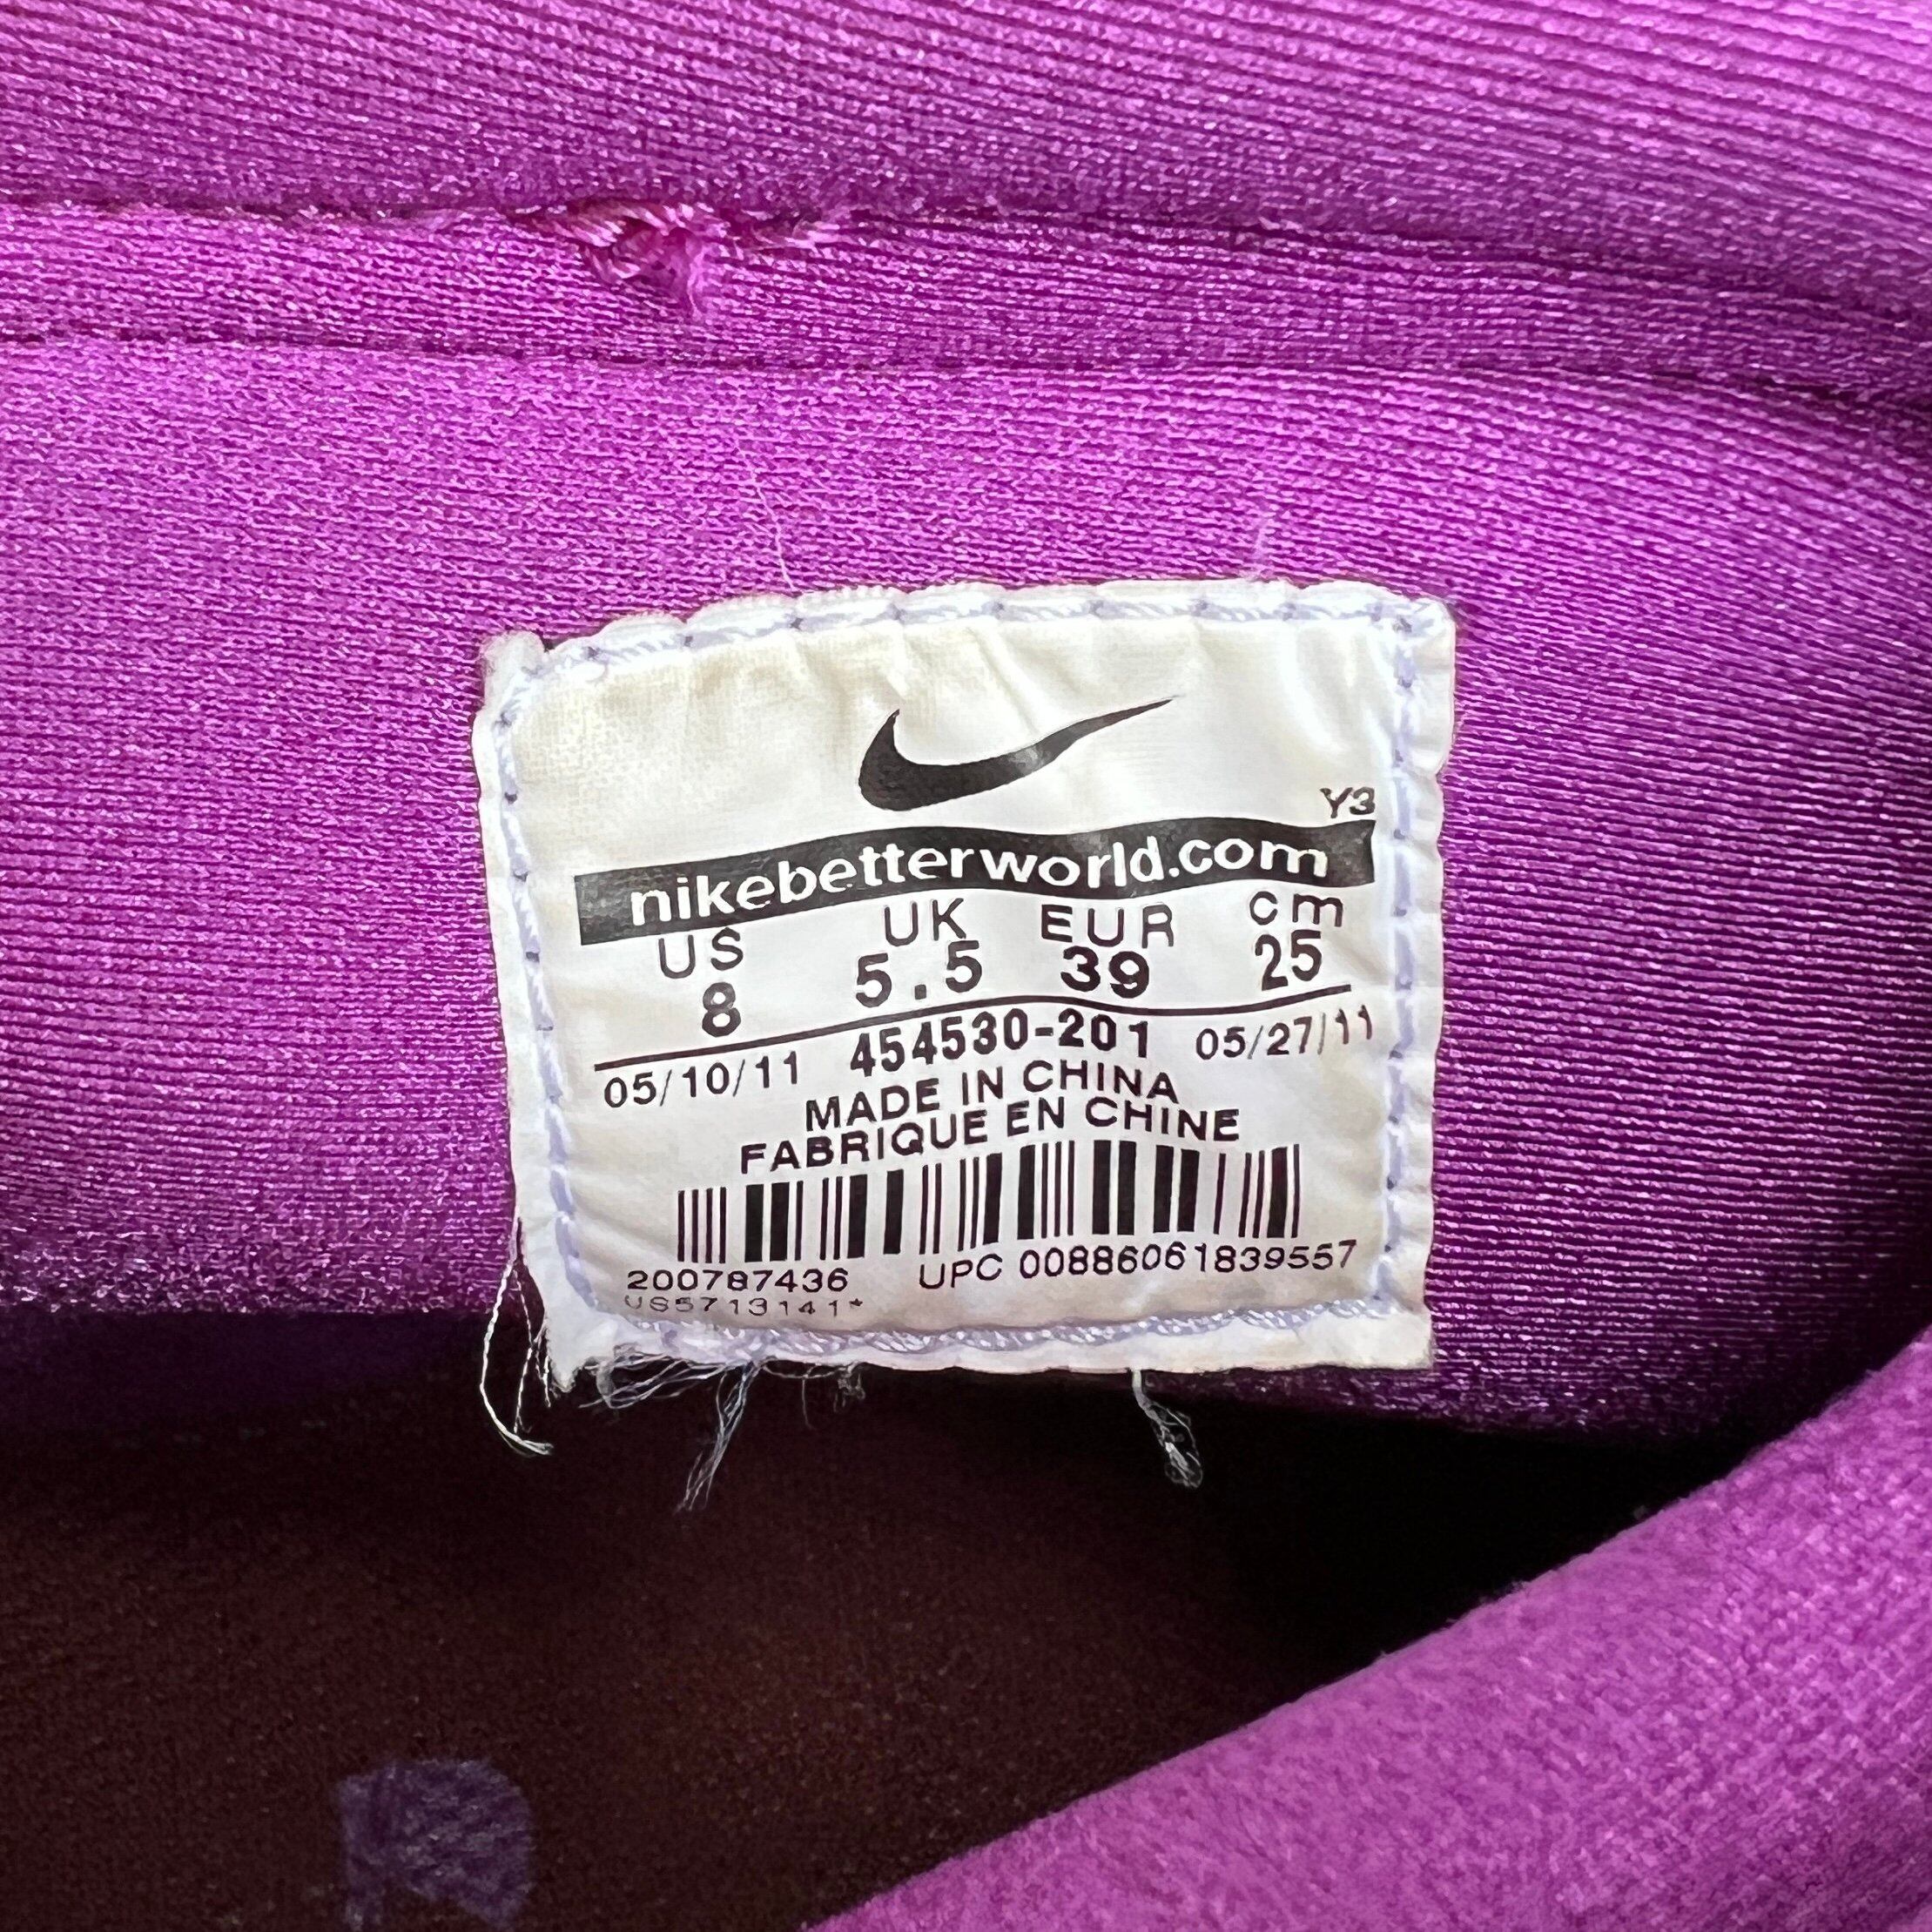 Y3
nikebetterworld.com
US UK EUR cm
8 5.5 39 25
05/10/11 454530-201 05/27/11
MADE IN CHINA
FABRIQUE EN CHINE
200787436 UPC 00886061839557
US5713141*